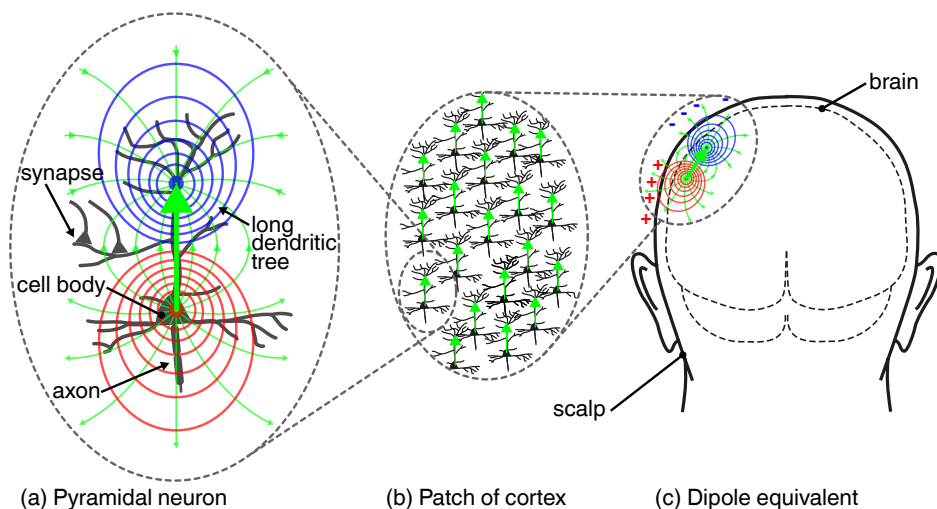 brain
synapse
long
dendritic
tree
cell body
axon
scalp
- - -
+
+
+
+
(a) Pyramidal neuron
(b) Patch of cortex
(c) Dipole equivalent